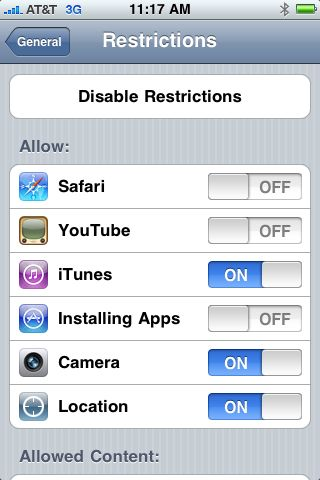 AT&T 3G 11:17 AM
General Restrictions
Disable Restrictions
Allow:
Safari OFF
YouTube OFF
iTunes ON
Installing Apps OFF
Camera ON
Location ON
Allowed Content: